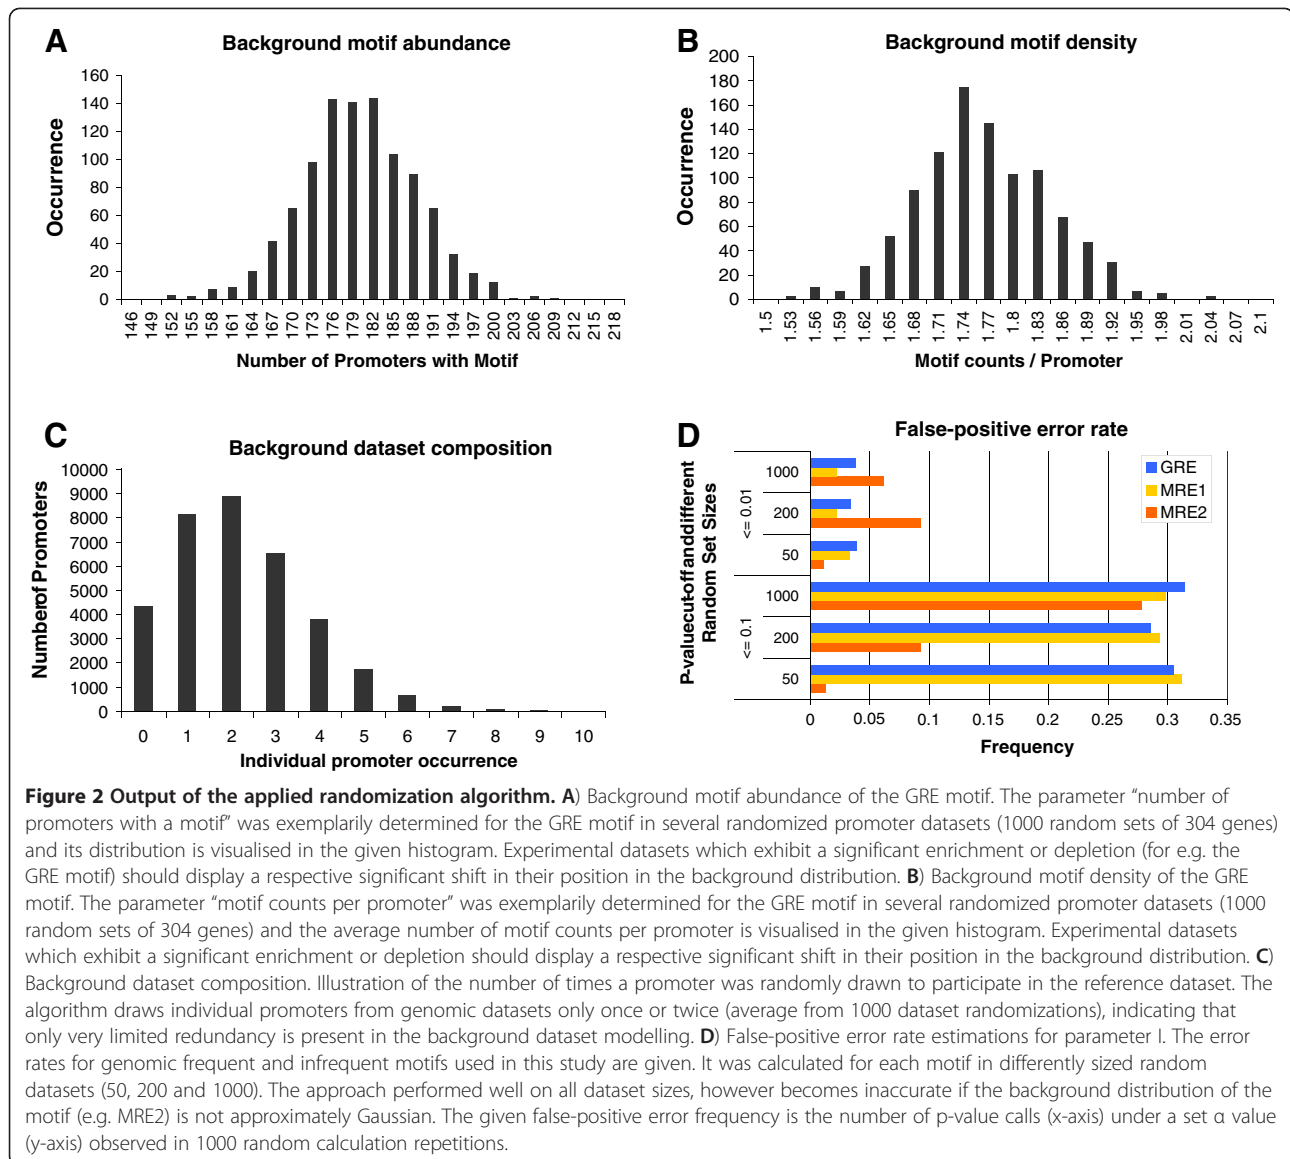 A
Background motif abundance
Occurrence
160
140
120
100
80
60
40
20
0
146 149 152 155 158 161 164 167 170 173 176 179 182 185 188 191 194 197 200 203 206 209 212 215 218
Number of Promoters with Motif
B
Background motif density
Occurrence
200
180
160
140
120
100
80
60
40
20
0
1.5 1.53 1.56 1.59 1.62 1.65 1.68 1.71 1.74 1.77 1.8 1.83 1.86 1.89 1.92 1.95 1.98 2.01 2.04 2.07 2.1
Motif counts / Promoter
C
Background dataset composition
Number of Promoters
10000
9000
8000
7000
6000
5000
4000
3000
2000
1000
0
0 1 2 3 4 5 6 7 8 9 10
Individual promoter occurrence
D
False-positive error rate
P-value cut-off and different
Random Set Sizes
<= 0.01
1000
200
50
<= 0.1
1000
200
50
GRE
MRE1
MRE2
0 0.05 0.1 0.15 0.2 0.25 0.3 0.35
Frequency
Figure 2 Output of the applied randomization algorithm. A) Background motif abundance of the GRE motif. The parameter “number of
promoters with a motif” was exemplarily determined for the GRE motif in several randomized promoter datasets (1000 random sets of 304 genes)
and its distribution is visualised in the given histogram. Experimental datasets which exhibit a significant enrichment or depletion (for e.g. the
GRE motif) should display a respective significant shift in their position in the background distribution. B) Background motif density of the GRE
motif. The parameter “motif counts per promoter” was exemplarily determined for the GRE motif in several randomized promoter datasets (1000
random sets of 304 genes) and the average number of motif counts per promoter is visualised in the given histogram. Experimental datasets
which exhibit a significant enrichment or depletion should display a respective significant shift in their position in the background distribution. C)
Background dataset composition. Illustration of the number of times a promoter was randomly drawn to participate in the reference dataset. The
algorithm draws individual promoters from genomic datasets only once or twice (average from 1000 dataset randomizations), indicating that
only very limited redundancy is present in the background dataset modelling. D) False-positive error rate estimations for parameter I. The error
rates for genomic frequent and infrequent motifs used in this study are given. It was calculated for each motif in differently sized random
datasets (50, 200 and 1000). The approach performed well on all dataset sizes, however becomes inaccurate if the background distribution of the
motif (e.g. MRE2) is not approximately Gaussian. The given false-positive error frequency is the number of p-value calls (x-axis) under a set α value
(y-axis) observed in 1000 random calculation repetitions.